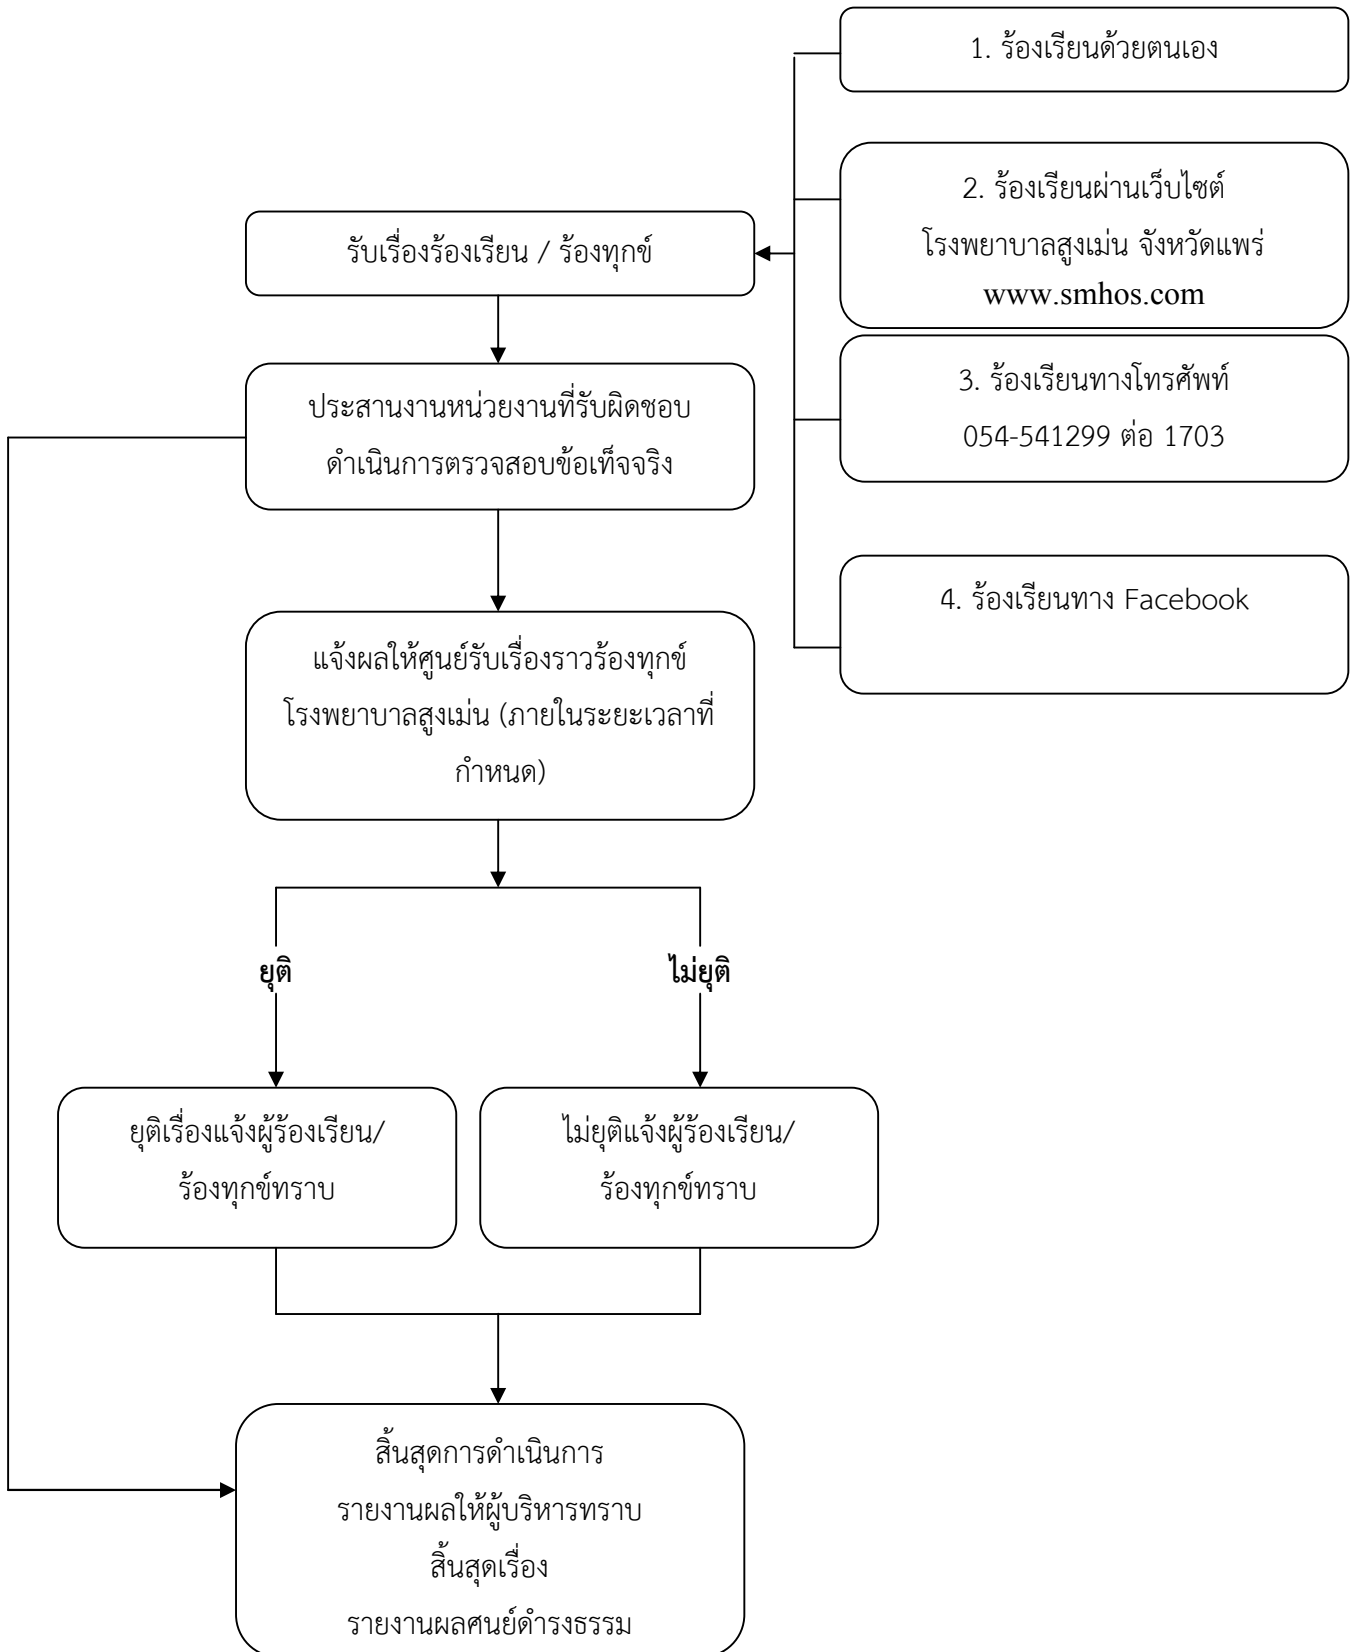 1. ร้องเรียนด้วยตนเอง
2. ร้องเรียนผ่านเว็บไซต์
โรงพยาบาลสูงเม่น จังหวัดแพร่
www.smhos.com
3. ร้องเรียนทางโทรศัพท์
054-541299 ต่อ 1703
4. ร้องเรียนทาง Facebook
รับเรื่องร้องเรียน / ร้องทุกข์
ประสานงานหน่วยงานที่รับผิดชอบ
ดำเนินการตรวจสอบข้อเท็จจริง
แจ้งผลให้ศูนย์รับเรื่องราวร้องทุกข์
โรงพยาบาลสูงเม่น (ภายในระยะเวลาที่
กำหนด)
ยุติ
ไม่ยุติ
ยุติเรื่องแจ้งผู้ร้องเรียน/
ร้องทุกข์ทราบ
ไม่ยุติแจ้งผู้ร้องเรียน/
ร้องทุกข์ทราบ
สิ้นสุดการดำเนินการ
รายงานผลให้ผู้บริหารทราบ
สิ้นสุดเรื่อง
รายงานผลศนย์ดำรงธรรม